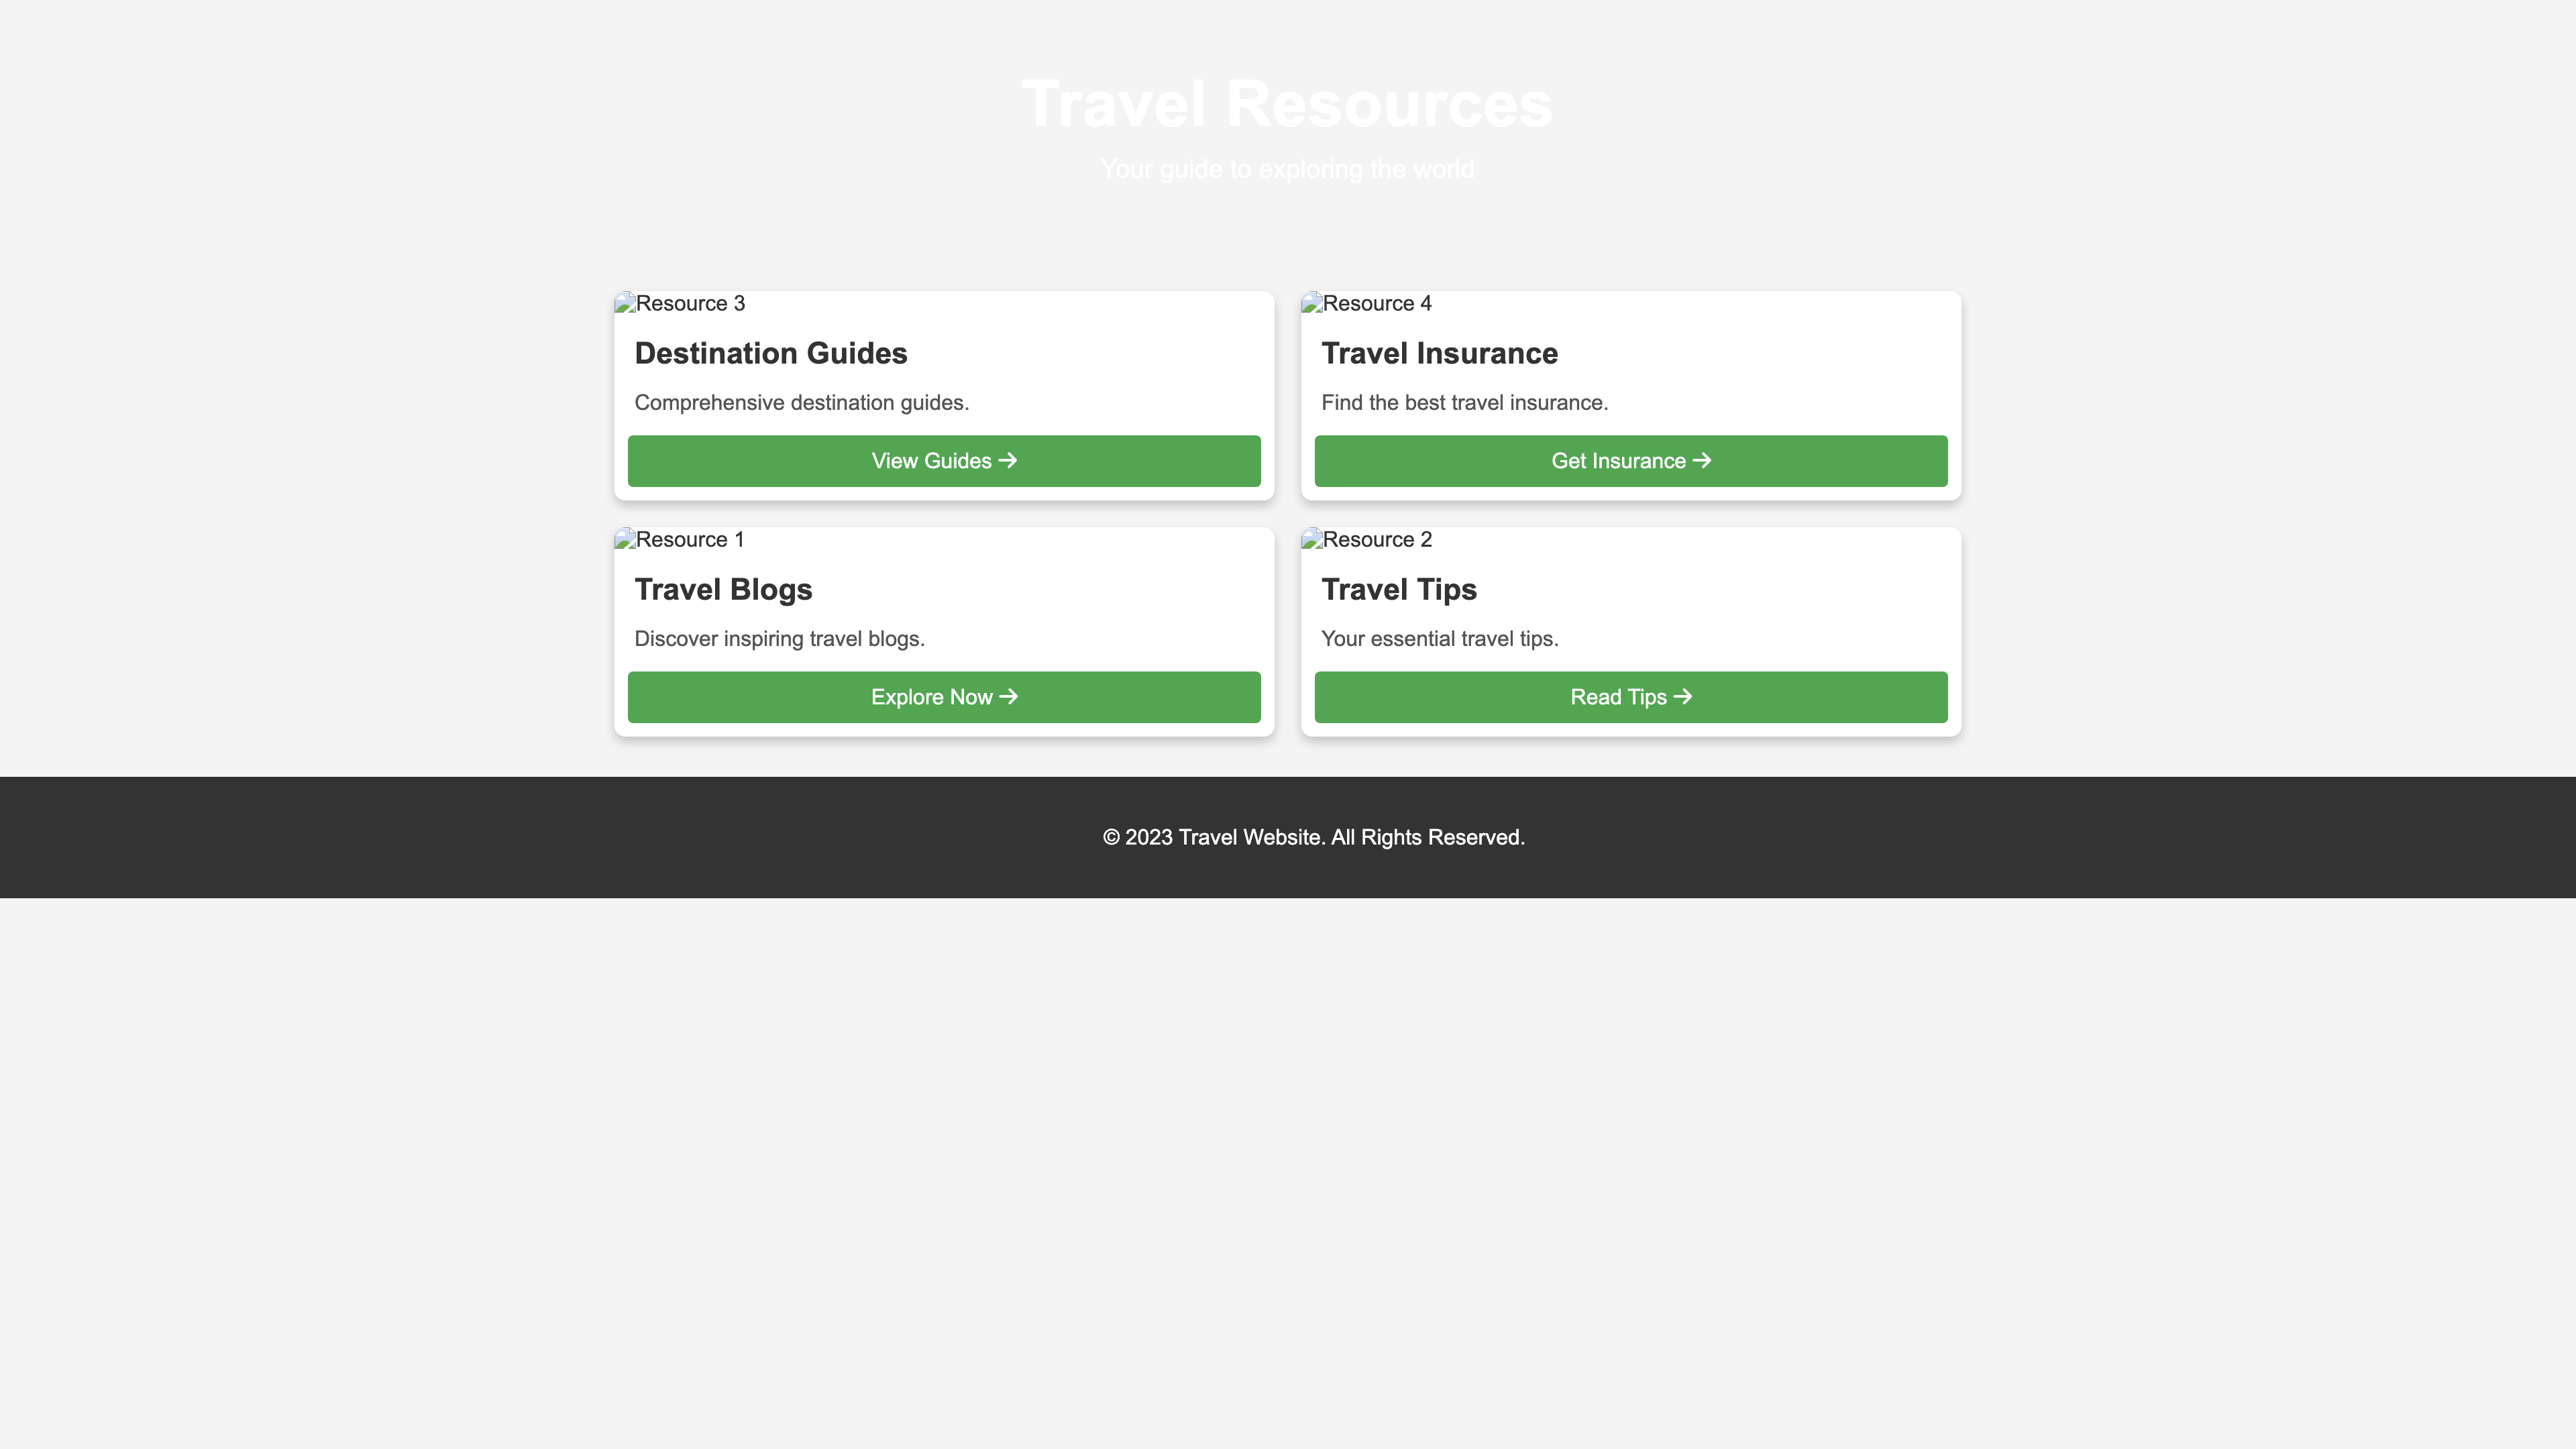 Travel Resources
Your guide to exploring the world
Resource 3
Destination Guides
Comprehensive destination guides.
View Guides →
Resource 4
Travel Insurance
Find the best travel insurance.
Get Insurance →
Resource 1
Travel Blogs
Discover inspiring travel blogs.
Explore Now →
Resource 2
Travel Tips
Your essential travel tips.
Read Tips →
© 2023 Travel Website. All Rights Reserved.